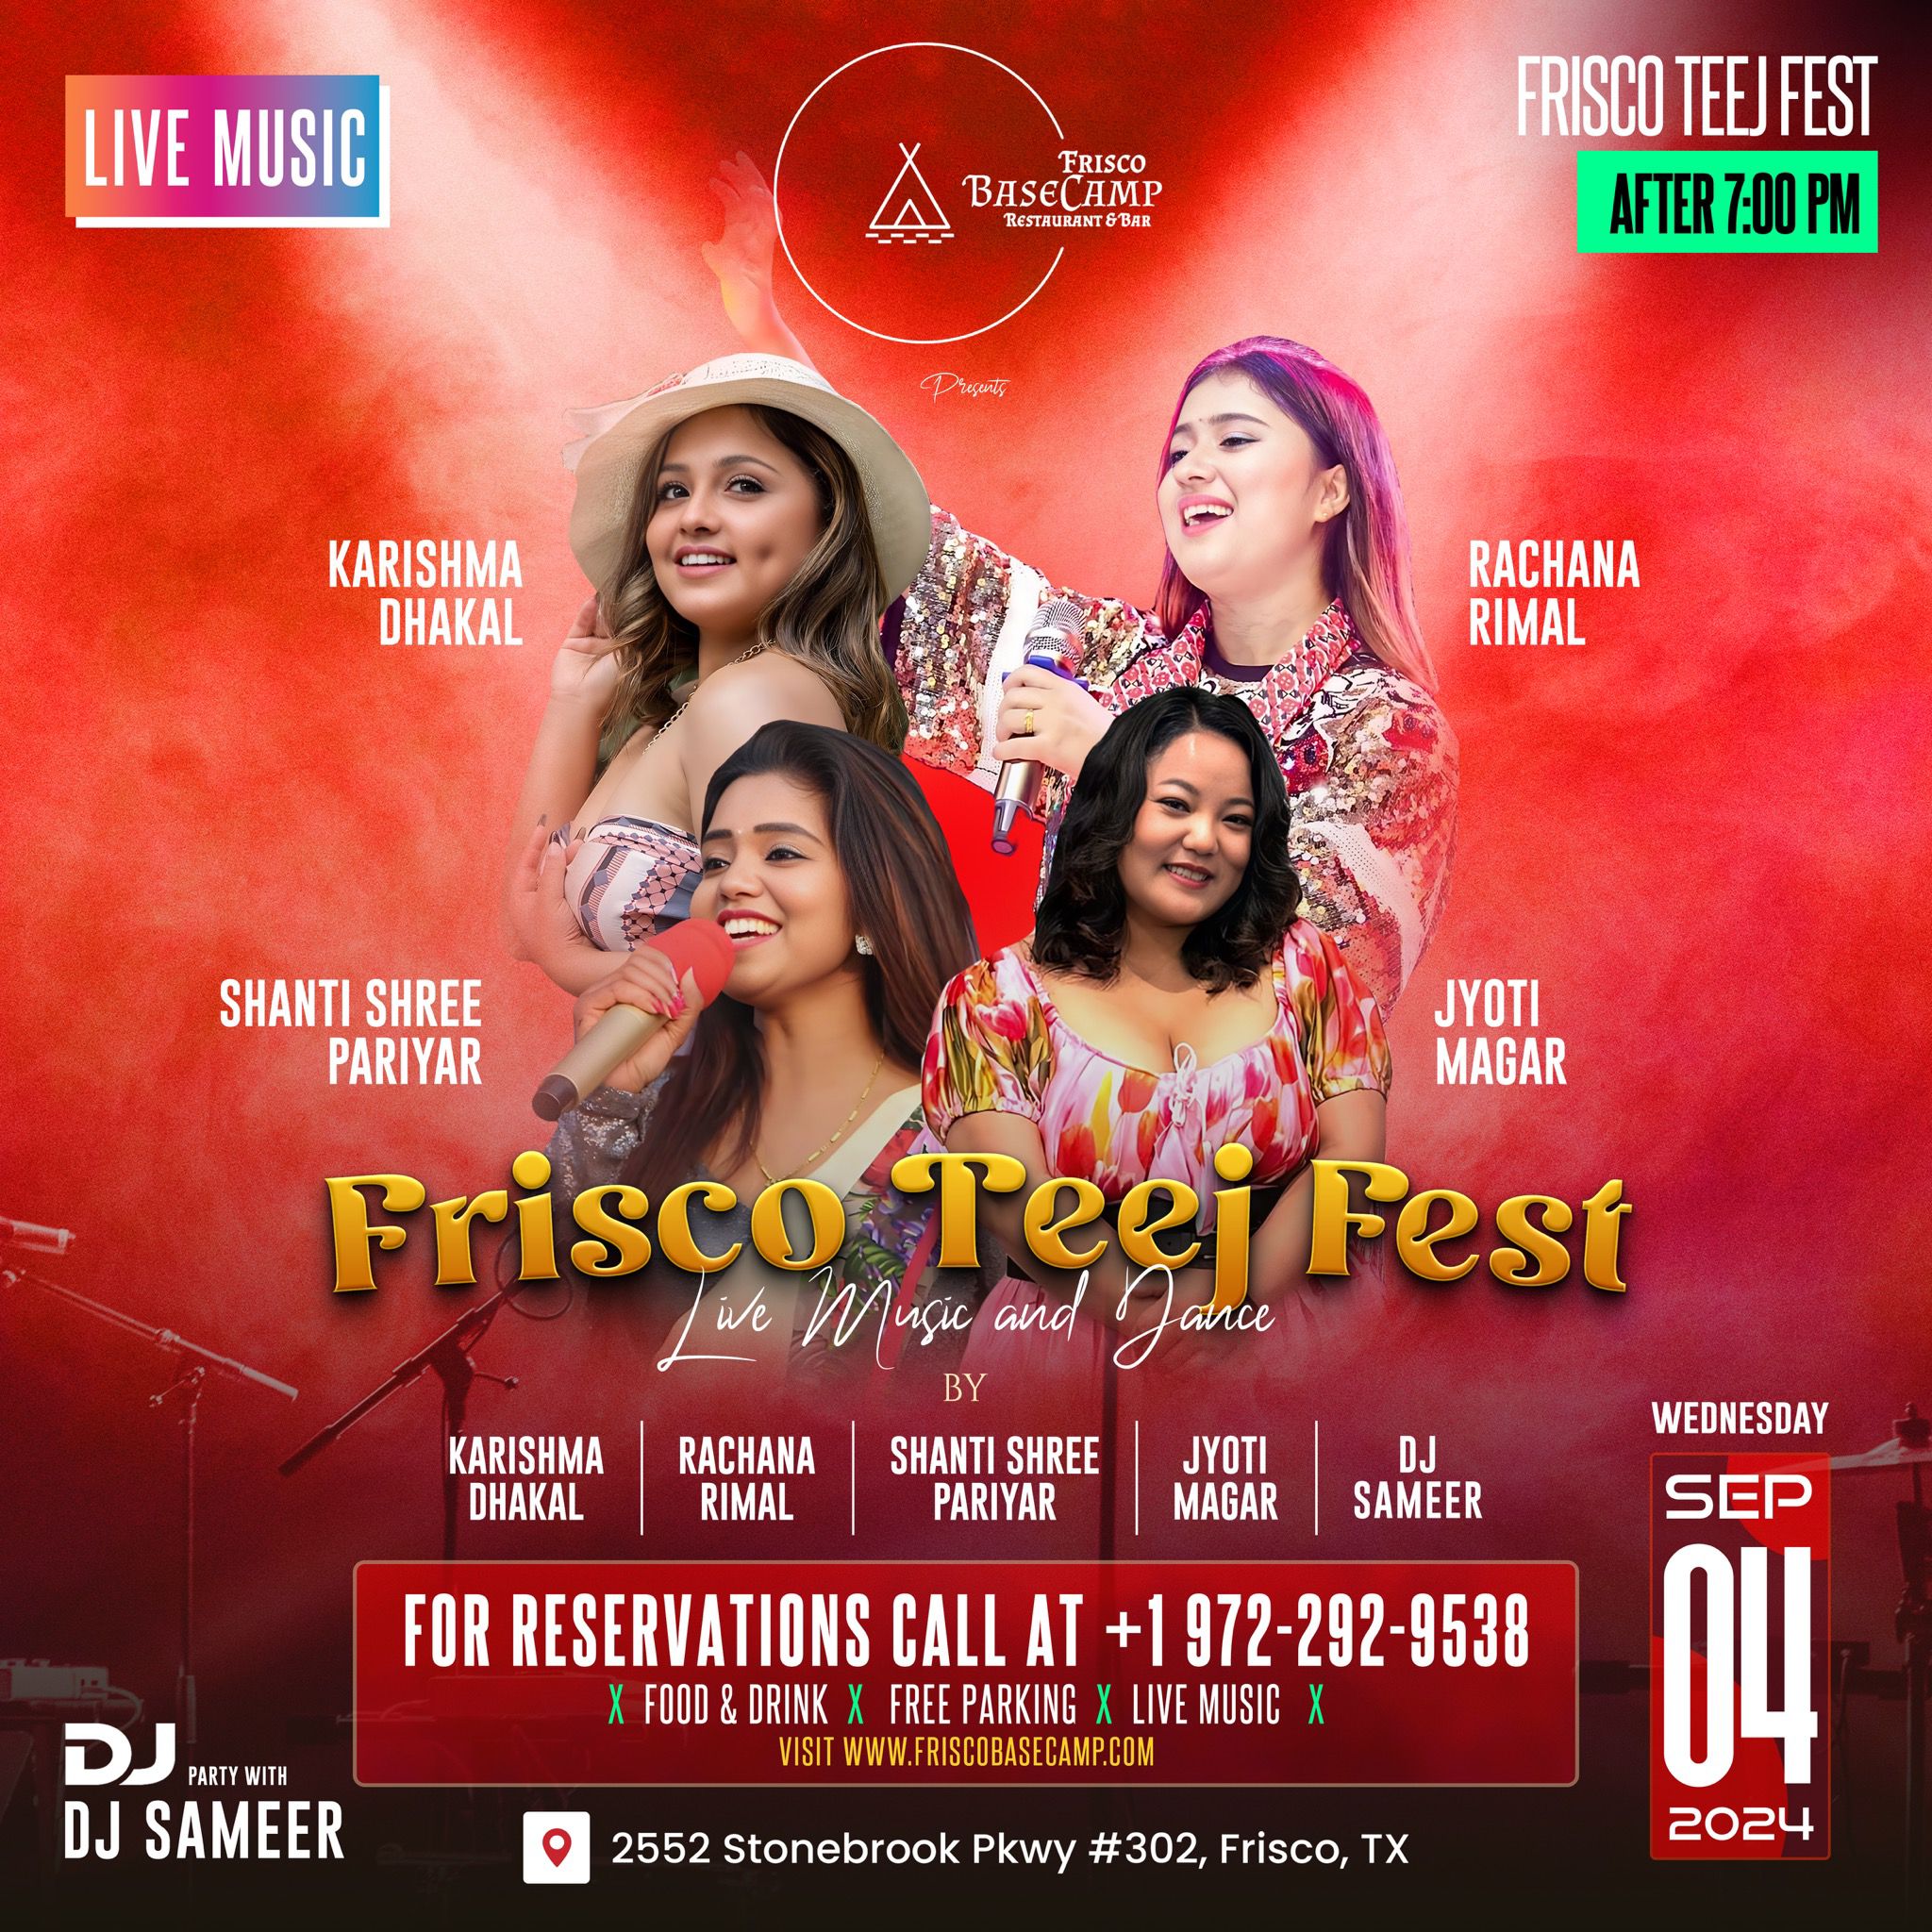 LIVE MUSIC
FRISCO
BASECAMP
RESTAURANT & BAR
Presents
FRISCO TEEJ FEST
AFTER 7:00 PM
KARISHMA
DHAKAL
RACHANA
RIMAL
SHANTI SHREE
PARIYAR
JYOTI
MAGAR
Frisco Teej Fest
Live Music and Dance
BY
KARISHMA
DHAKAL
RACHANA
RIMAL
SHANTI SHREE
PARIYAR
JYOTI
MAGAR
DJ
SAMEER
WEDNESDAY
SEP
04
2024
FOR RESERVATIONS CALL AT +1 972-292-9538
X FOOD & DRINK X FREE PARKING X LIVE MUSIC X
VISIT WWW.FRISCOBASECAMP.COM
DJ PARTY WITH
DJ SAMEER
2552 Stonebrook Pkwy #302, Frisco, TX